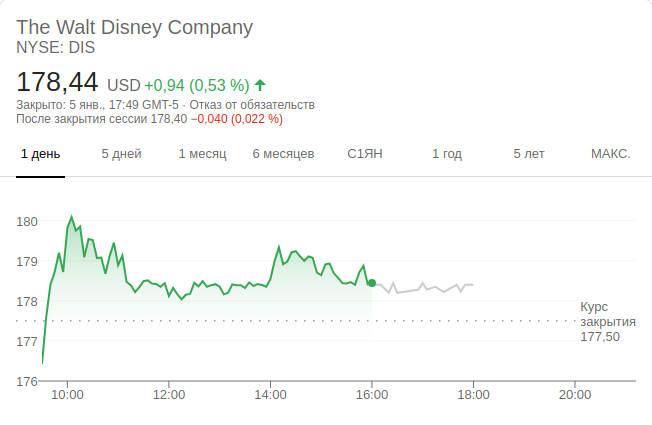 The Walt Disney Company
NYSE: DIS
178,44 USD +0,94 (0,53 %)
Закрыто: 5 янв., 17:49 GMT-5 · Отказ от обязательств
После закрытия сессии 178,40 −0,040 (0,022 %)
1 день 5 дней 1 месяц 6 месяцев С1ЯН 1 год 5 лет МАКС.
180
179
178
Курс
закрытия
177,50
177
176
10:00 12:00 14:00 16:00 18:00 20:00